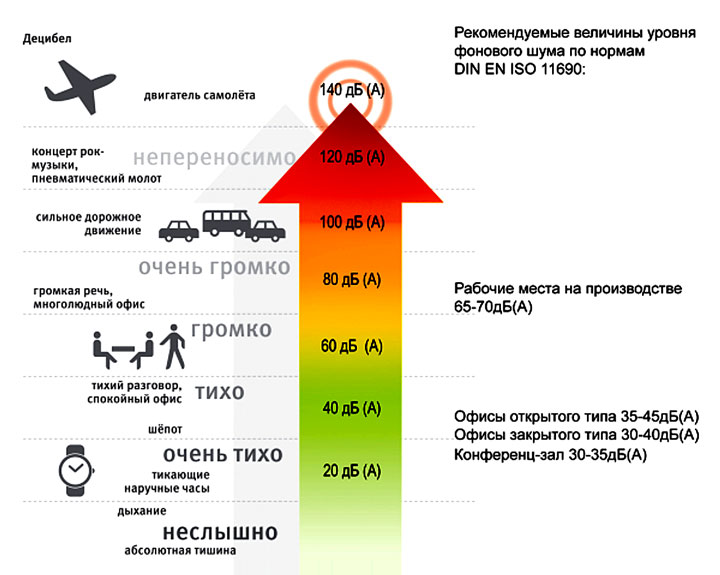 Децибел
Рекомендуемые величины уровня
фонового шума по нормам
DIN EN ISO 11690:
двигатель самолёта
140 дБ (А)
концерт рок-
музыки,
пневматический молот
непереносимо
120 дБ (А)
сильное дорожное
движение
100 дБ (А)
очень громко
80 дБ (А)
громкая речь,
многолюдный офис
Рабочие места на производстве
65-70дБ(А)
громко
60 дБ (А)
тихий разговор,
спокойный офис
тихо
40 дБ (А)
шёпот
Офисы открытого типа 35-45дБ(А)
Офисы закрытого типа 30-40дБ(А)
Конференц-зал 30-35дБ(А)
очень тихо
тикающие
наручные часы
20 дБ (А)
дыхание
неслышно
абсолютная тишина